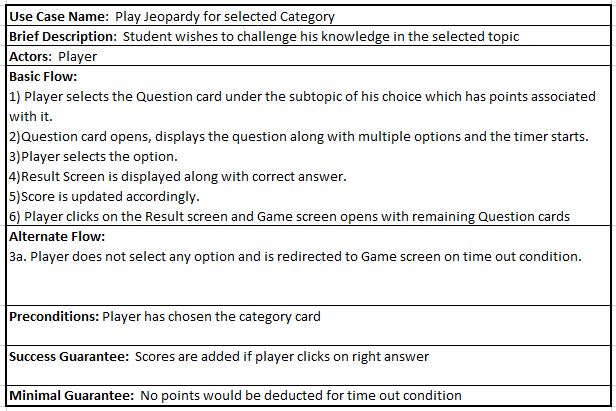 Use Case Name: Play Jeopardy for selected Category
Brief Description: Student wishes to challenge his knowledge in the selected topic
Actors: Player
Basic Flow:
1) Player selects the Question card under the subtopic of his choice which has points associated
with it.
2)Question card opens, displays the question along with multiple options and the timer starts.
3)Player selects the option.
4)Result Screen is displayed along with correct answer.
5)Score is updated accordingly.
6) Player clicks on the Result screen and Game screen opens with remaining Question cards
Alternate Flow:
3a. Player does not select any option and is redirected to Game screen on time out condition.
Preconditions: Player has chosen the category card
Success Guarantee: Scores are added if player clicks on right answer
Minimal Guarantee: No points would be deducted for time out condition